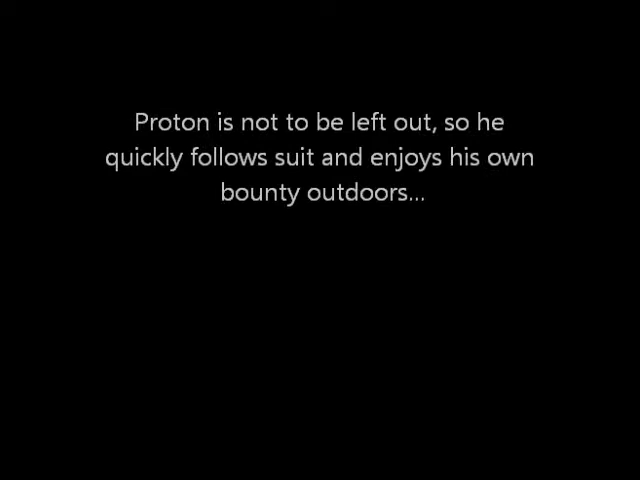 Proton is not to be left out, so he
quickly follows suit and enjoys his own
bounty outdoors...